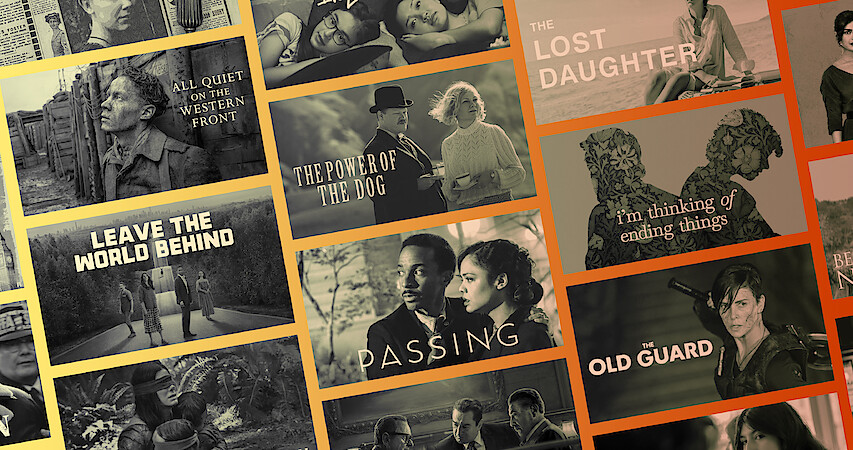 THE
LOST
DAUGHTER
ALL QUIET
ON THE
WESTERN
FRONT
THE POWER OF
THE DOG
i'm thinking of
ending things
LEAVE THE
WORLD BEHIND
THE
OLD GUARD
PASSING